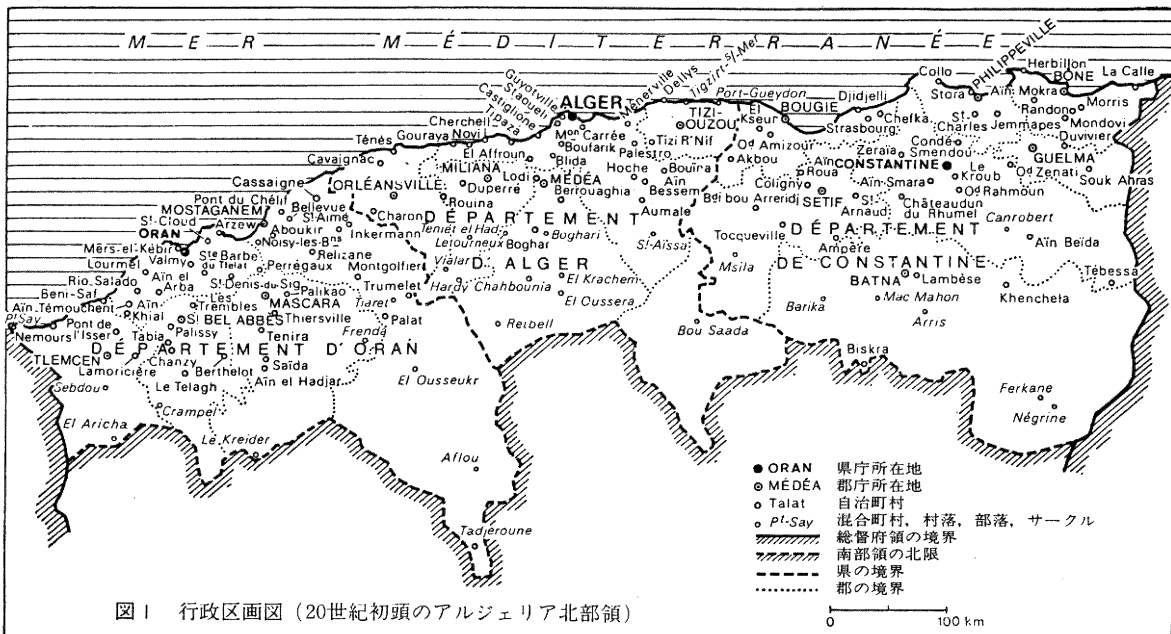 MER MÉDITERRANÉE
Guyotville
Staoueli
Castiglione
Tipaza
Cherchell
Gouraya
Novi
Ténès
Cavaignac
ALGER
Mon Carrée
Boufarik
Ménerville
Dellys
Tigzirt-s/-Mer
Port-Gueydon
TIZI-OUZOU
Tizi R'Nif
Palestro
El Kseur
BOUGIE
Djidjelli
Strasbourg
Chefka
Collo
Stora
PHILIPPEVILLE
St. Charles
Herbillon
BÔNE
Aïn Mokra
La Calle
Randon
Morris
Mondovi
Jemmapes
Duvivier
GUELMA
Souk Ahras
Od Zenati
Condé Smendou
Zeraïa
CONSTANTINE
Le Kroub
Od Rahmoun
Aïn-Smara
Châteaudun du Rhumel
Od Amizour
Akbou
Aïn Roua
Coligny
SETIF
St. Arnaud
Bordj bou Arreridj
Canrobert
Aïn Beïda
Tocqueville
Ampère
DÉPARTEMENT DE CONSTANTINE
BATNA
Lambèse
Tébessa
Khenchela
Msila
Barika
Mac Mahon
Arris
Bou Saada
Biskra
Ferkane
Négrine
El Affroun
Blida
MILIANA
Lodi
MÉDÉA
Duperré
Berrouaghia
Hoche
Bouïra
Aïn Bessem
Aumale
ORLÉANSVILLE
Rouina
Charon
DÉPARTEMENT D'ALGER
Teniet el Had
Letourneux
Boghar
Boghari
St-Aïssa
Vialar
Hardy
Chahbounia
El Krachem
El Oussera
Reibell
Cassaigne
Pont du Chélif
Bellevue
MOSTAGANEM
St-Aimé
St-Cloud
Arzew
Aboukir
Inkermann
ORAN
Noisy-les-Bns
Mers-el-Kébir
Relizane
Valmy
Ste Barbe du Tlelat
Perrégaux
Montgolfier
Lourmel
Rio-Salado
Aïn el Arba
St-Denis-du-Sig
Palikao
Trumelet
Beni-Saf
Les Trembles
MASCARA
Tiaret
Aïn-Témouchent
Aïn Khial
St BEL ABBÈS
Thiersville
Palat
Pt Say
Nemours
Pont de l'Isser
Palissy
Tenira
Frenda
Tabia
DÉPARTEMENT D'ORAN
TLEMCEN
Chanzy
Saïda
Lamoricière
Berthelot
Aïn el Hadjar
El Ousseukr
Sebdou
Le Telagh
Crampel
El Aricha
Le Kreider
Aflou
Tadjeroune
ORAN 県庁所在地
MÉDÉA 郡庁所在地
Talat 自治町村
Pt-Say 混合町村，村落，部落，サークル
総督府領の境界
南部領の北限
県の境界
郡の境界
0 100 km
図1 行政区画図（20世紀初頭のアルジェリア北部領）